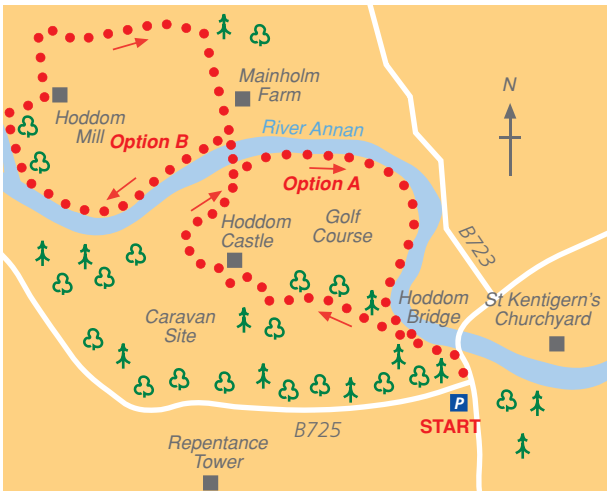 Mainholm
Farm
N
Hoddom
Mill
Option B
River Annan
Option A
Hoddom
Castle
Golf
Course
B723
Caravan
Site
Hoddom
Bridge
St Kentigern's
Churchyard
P
START
B725
Repentance
Tower